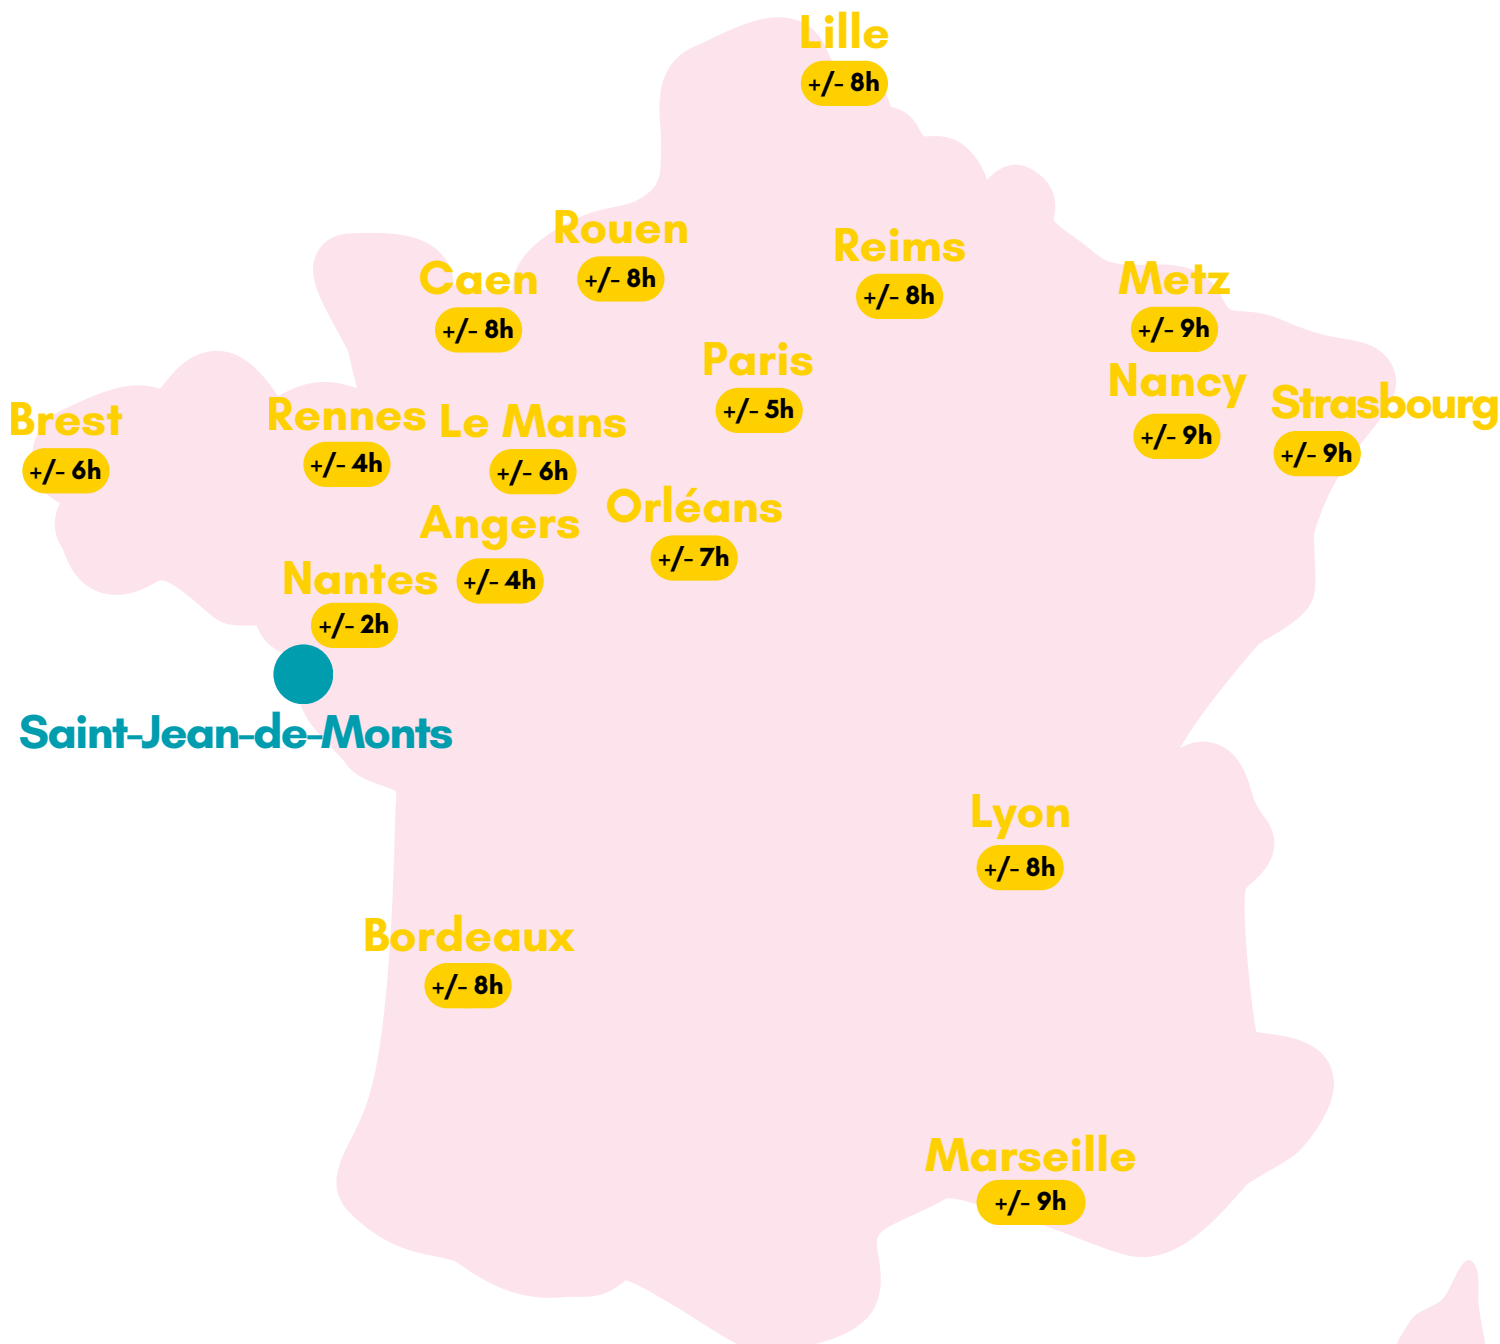 Lille
+/- 8h
Rouen
+/- 8h
Reims
+/- 8h
Caen
+/- 8h
Metz
+/- 9h
Paris
+/- 5h
Nancy
+/- 9h
Strasbourg
+/- 9h
Brest
+/- 6h
Rennes
+/- 4h
Le Mans
+/- 6h
Orléans
+/- 7h
Angers
+/- 4h
Nantes
+/- 2h
Saint-Jean-de-Monts
Lyon
+/- 8h
Bordeaux
+/- 8h
Marseille
+/- 9h